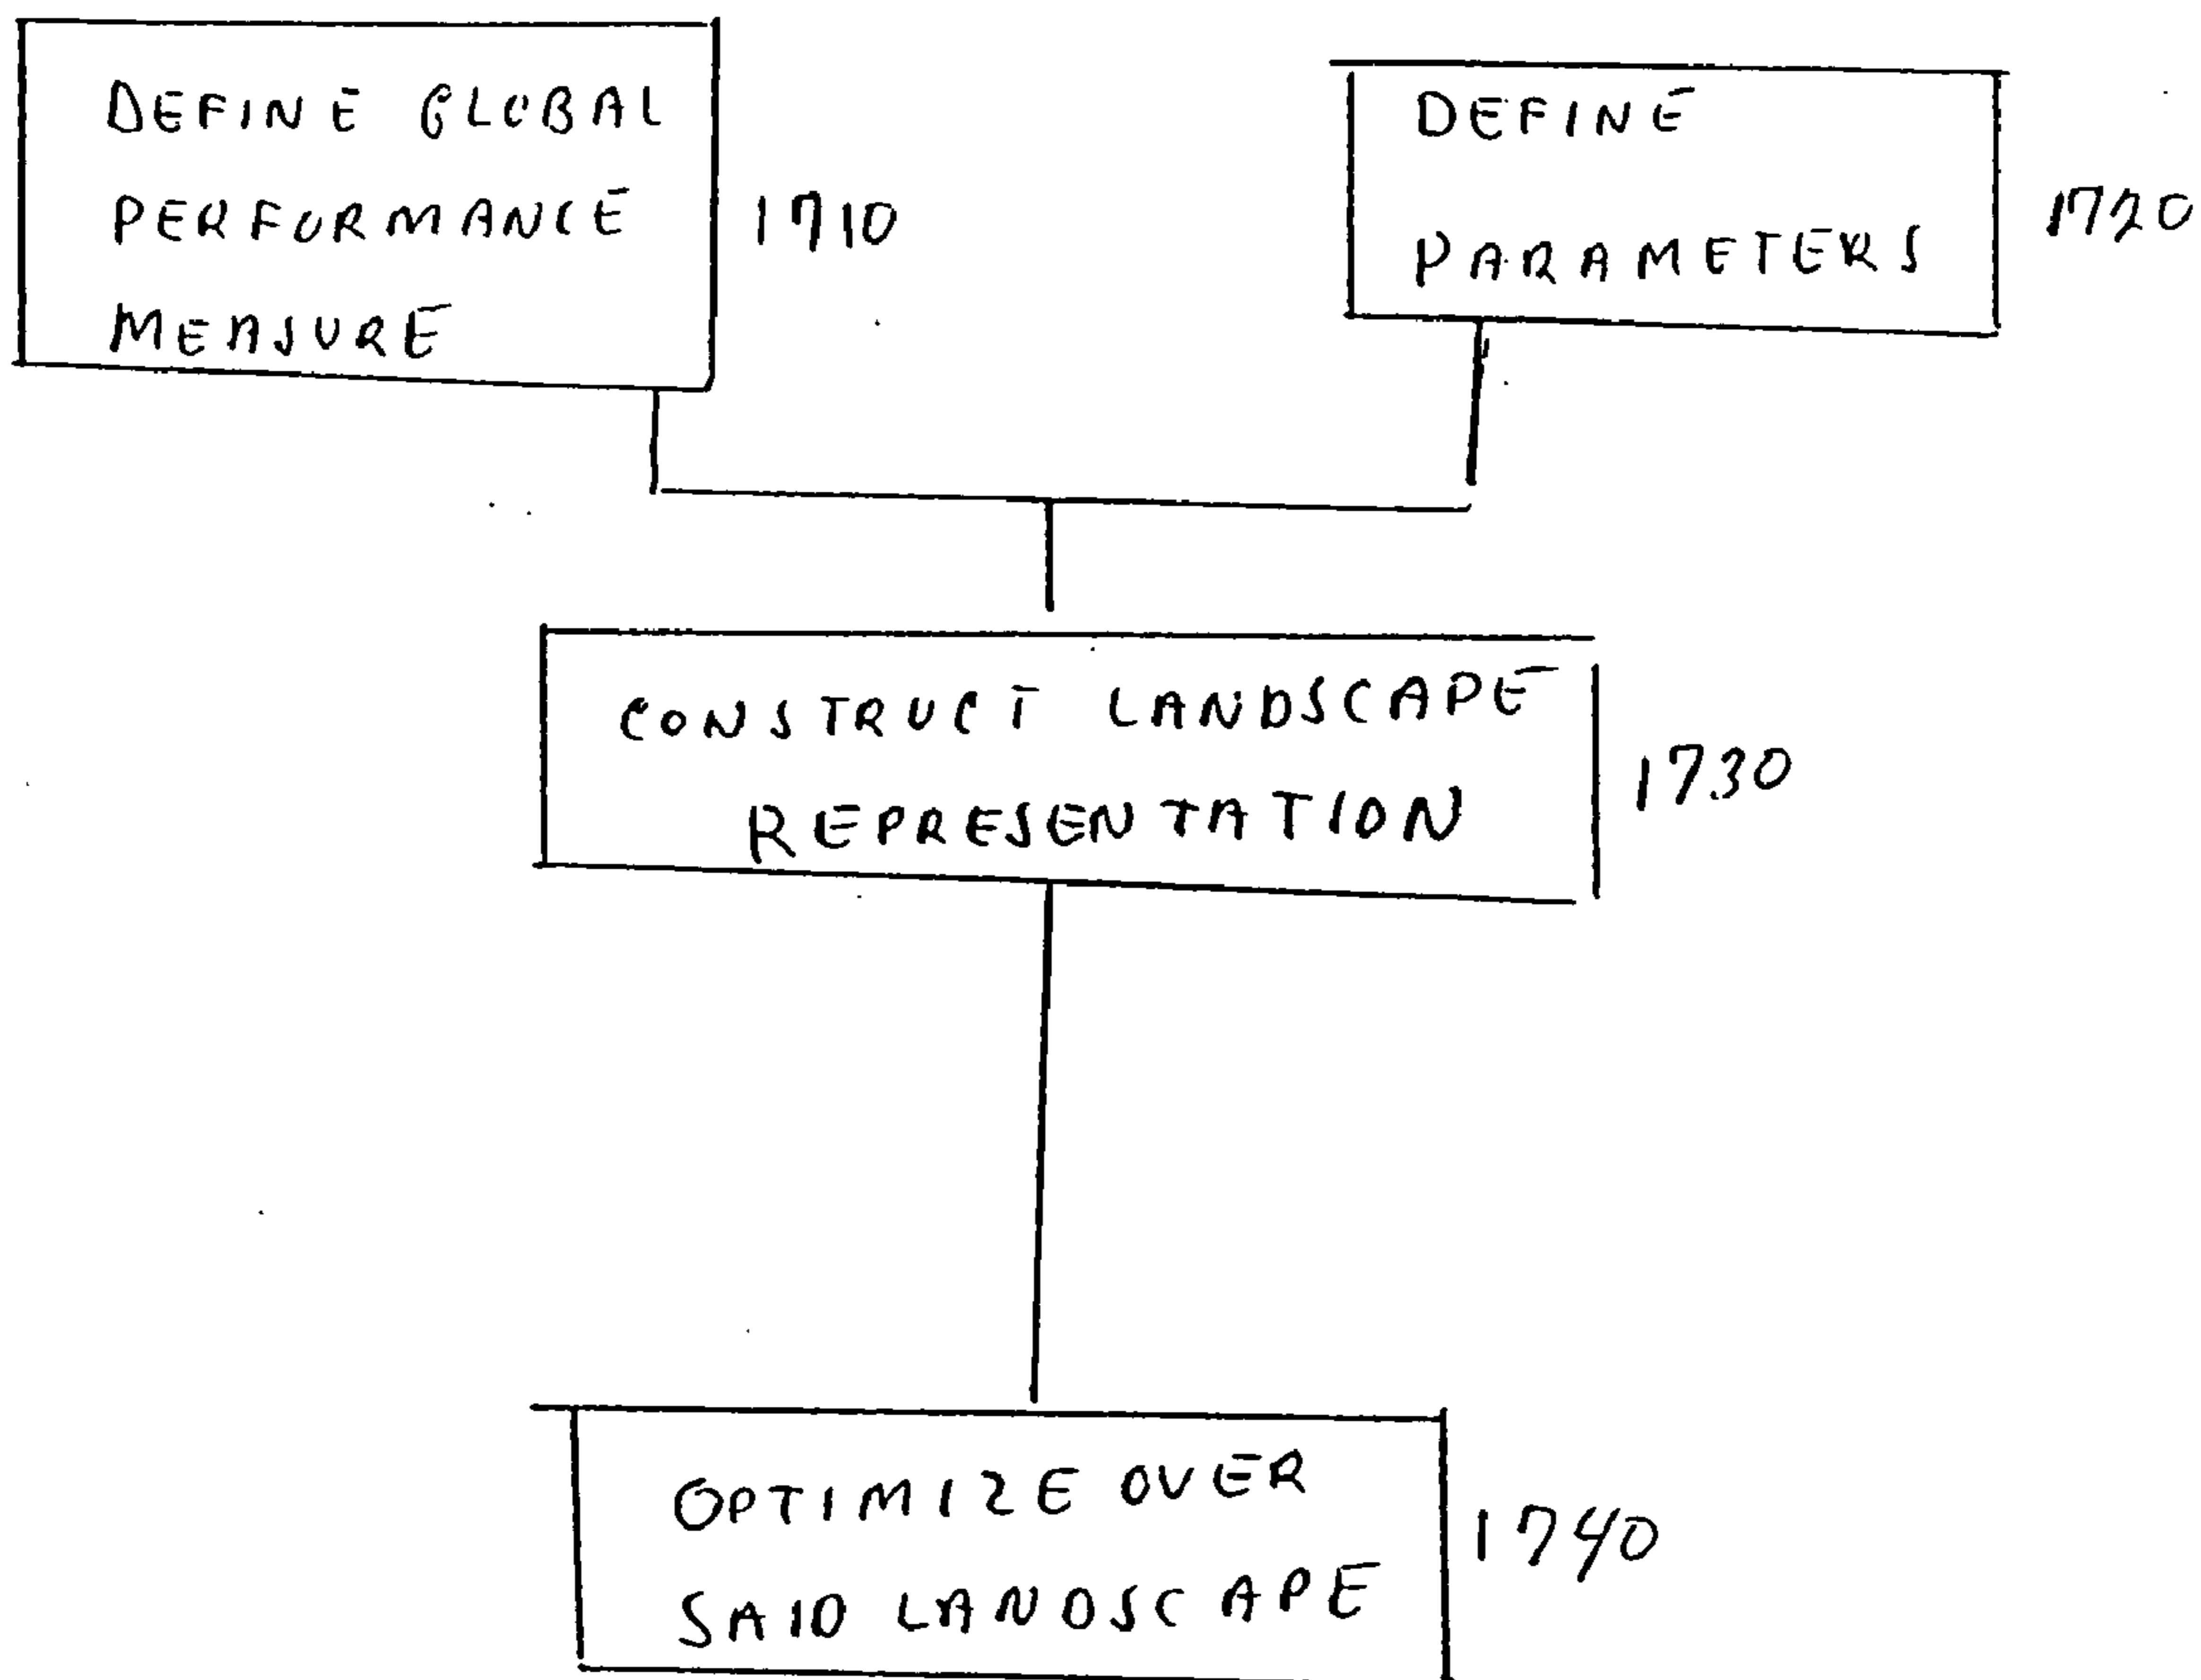 DEFINE GLOBAL
PERFORMANCE
MEASURE
1710
DEFINE
PARAMETERS
1720
CONSTRUCT LANDSCAPE
REPRESENTATION
1730
OPTIMIZE OVER
SAID LANDSCAPE
1740